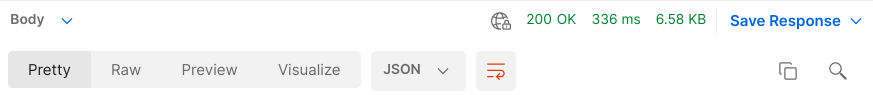 Body 200 OK 336 ms 6.58 KB Save Response
Pretty Raw Preview Visualize JSON